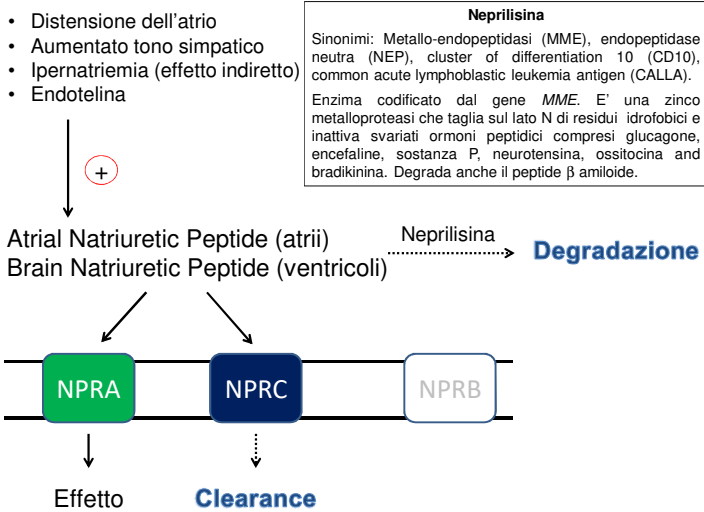 • Distensione dell'atrio
• Aumentato tono simpatico
• Ipernatriemia (effetto indiretto)
• Endotelina
Neprilisina
Sinonimi: Metallo-endopeptidasi (MME), endopeptidase
neutra (NEP), cluster of differentiation 10 (CD10),
common acute lymphoblastic leukemia antigen (CALLA).
Enzima codificato dal gene MME. E' una zinco
metalloproteasi che taglia sul lato N di residui idrofobici e
inattiva svariati ormoni peptidici compresi glucagone,
encefaline, sostanza P, neurotensina, ossitocina and
bradikinina. Degrada anche il peptide β amiloide.
+
Atrial Natriuretic Peptide (atrii)
Brain Natriuretic Peptide (ventricoli)
Neprilisina
Degradazione
NPRA
NPRC
NPRB
Effetto
Clearance